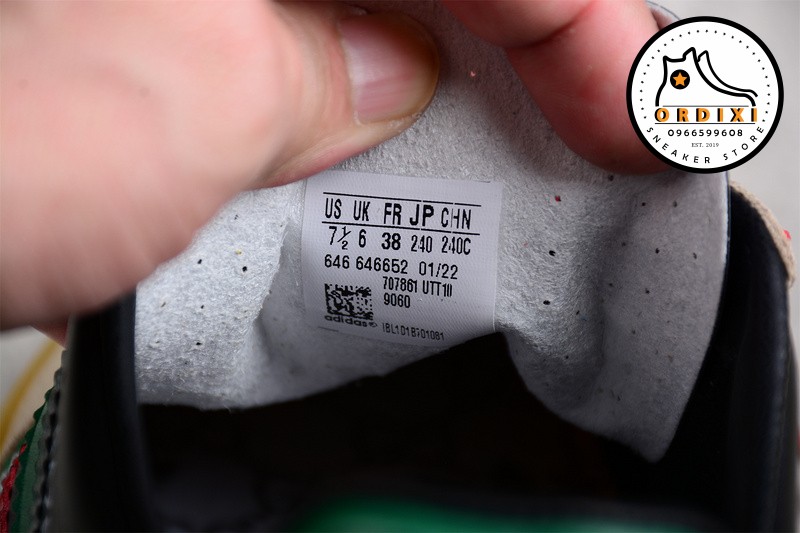 ORDIXI
0966599608
EST. 2019
SNEAKER STORE
US UK FR JP CHN
7½ 6 38 240 240C
646 646652 01/22
707861 UTT10
9060
adidas®